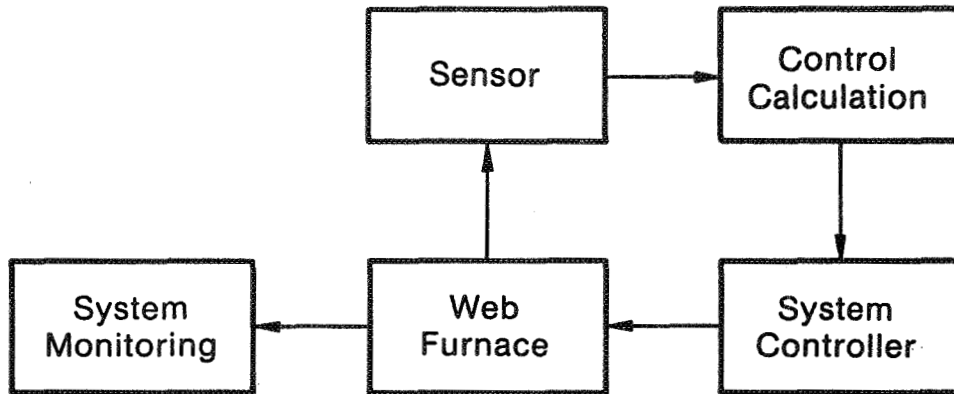 Sensor
Control
Calculation
System
Monitoring
Web
Furnace
System
Controller